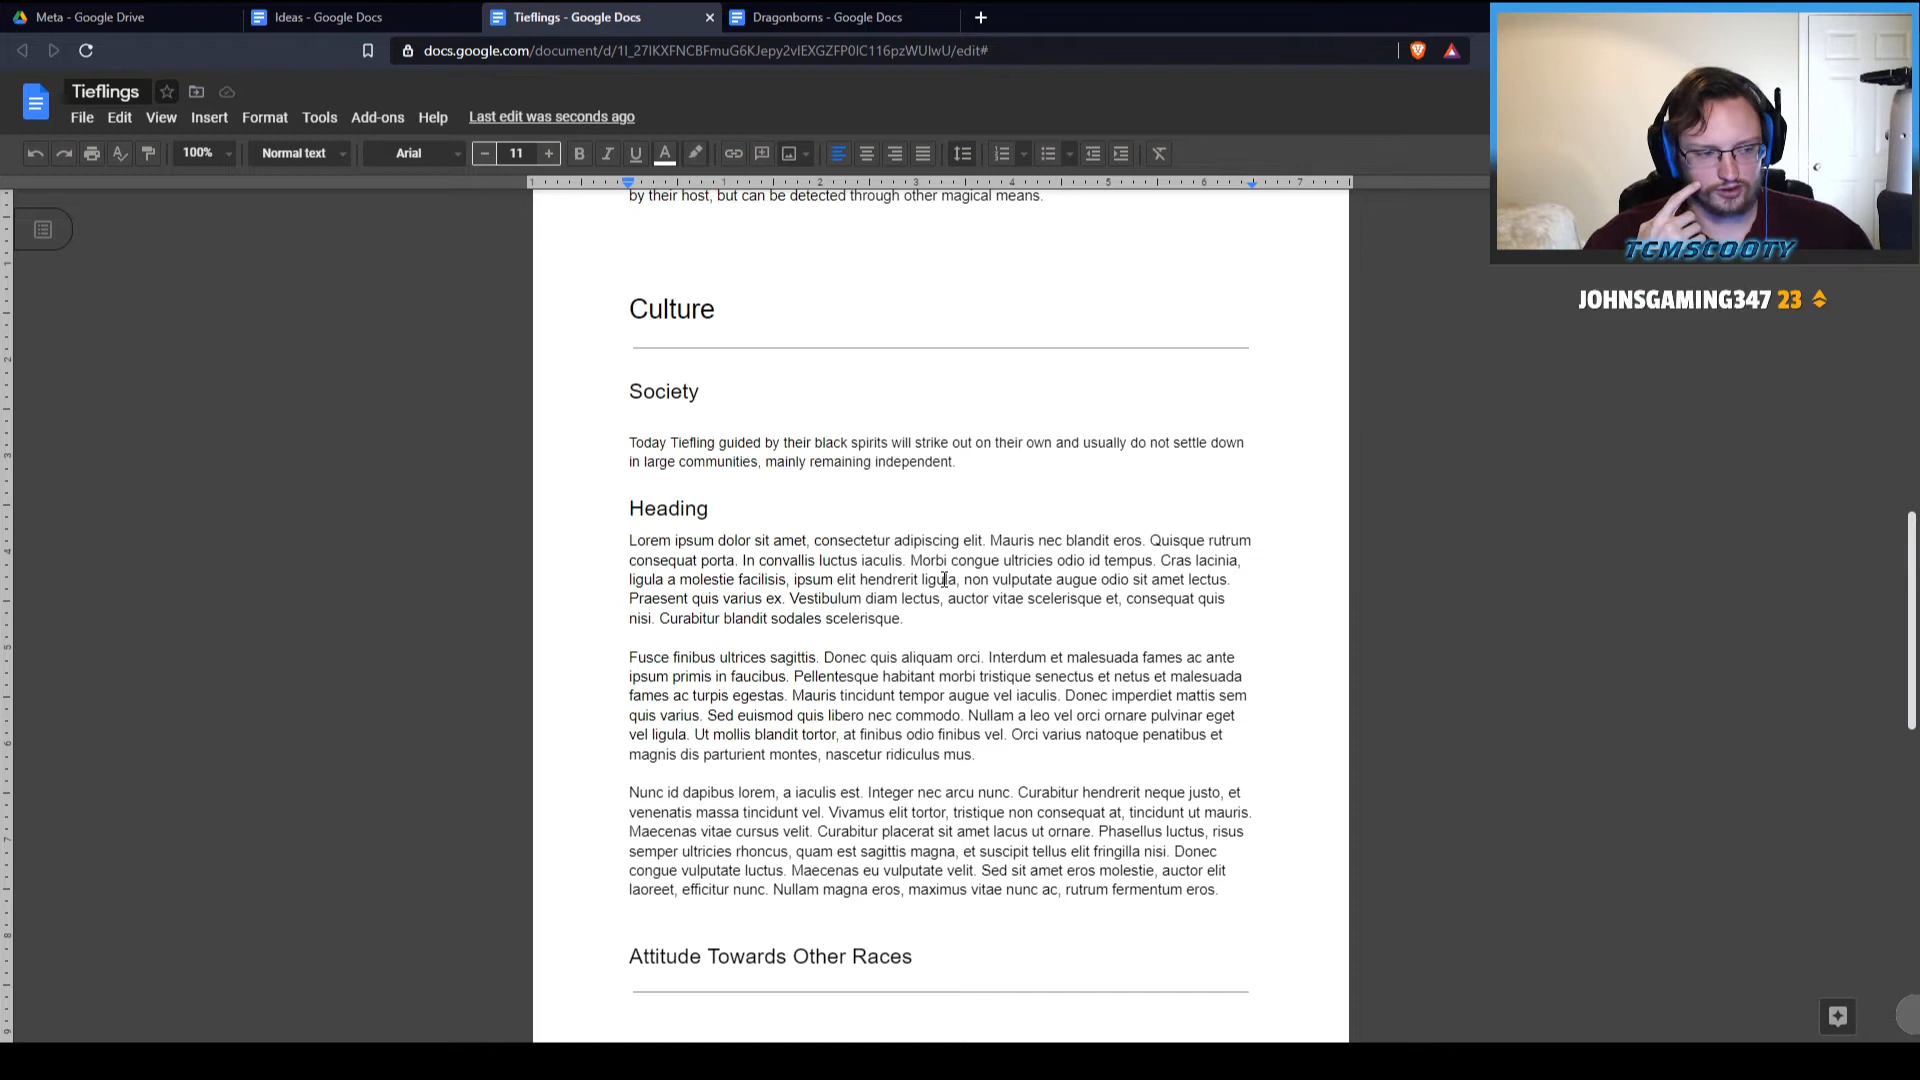 Meta - Google Drive
Ideas - Google Docs
Tieflings - Google Docs
Dragonborns - Google Docs
Tieflings
File Edit View Insert Format Tools Add-ons Help Last edit was seconds ago
100% Normal text Arial 11
TCMSCOOTY
JOHNSGAMING347 23
by their host, but can be detected through other magical means.
Culture
Society
Today Tiefling guided by their black spirits will strike out on their own and usually do not settle down
in large communities, mainly remaining independent.
Heading
Lorem ipsum dolor sit amet, consectetur adipiscing elit. Mauris nec blandit eros. Quisque rutrum
consequat porta. In convallis luctus iaculis. Morbi congue ultricies odio id tempus. Cras lacinia,
ligula a molestie facilisis, ipsum elit hendrerit ligula, non vulputate augue odio sit amet lectus.
Praesent quis varius ex. Vestibulum diam lectus, auctor vitae scelerisque et, consequat quis
nisi. Curabitur blandit sodales scelerisque.
Fusce finibus ultrices sagittis. Donec quis aliquam orci. Interdum et malesuada fames ac ante
ipsum primis in faucibus. Pellentesque habitant morbi tristique senectus et netus et malesuada
fames ac turpis egestas. Mauris tincidunt tempor augue vel iaculis. Donec imperdiet mattis sem
quis varius. Sed euismod quis libero nec commodo. Nullam a leo vel orci ornare pulvinar eget
vel ligula. Ut mollis blandit tortor, at finibus odio finibus vel. Orci varius natoque penatibus et
magnis dis parturient montes, nascetur ridiculus mus.
Nunc id dapibus lorem, a iaculis est. Integer nec arcu nunc. Curabitur hendrerit neque justo, et
venenatis massa tincidunt vel. Vivamus elit tortor, tristique non consequat at, tincidunt ut mauris.
Maecenas vitae cursus velit. Curabitur placerat sit amet lacus ut ornare. Phasellus luctus, risus
semper ultricies rhoncus, quam est sagittis magna, et suscipit tellus elit fringilla nisi. Donec
congue vulputate luctus. Maecenas eu vulputate velit. Sed sit amet eros molestie, auctor elit
laoreet, efficitur nunc. Nullam magna eros, maximus vitae nunc ac, rutrum fermentum eros.
Attitude Towards Other Races